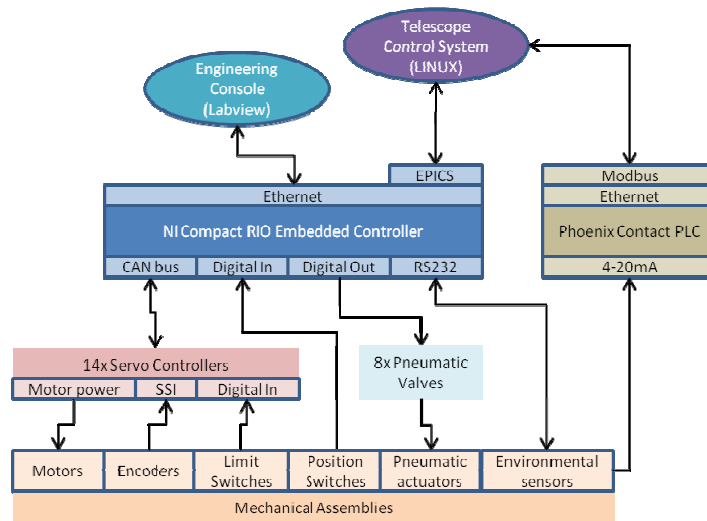 Telescope
Control System
(LINUX)
Engineering
Console
(Labview)
EPICS
Ethernet
NI Compact RIO Embedded Controller
CAN bus
Digital In
Digital Out
RS232
Modbus
Ethernet
Phoenix Contact PLC
4-20mA
14x Servo Controllers
Motor power
SSI
Digital In
8x Pneumatic
Valves
Motors
Encoders
Limit
Switches
Position
Switches
Pneumatic
actuators
Environmental
sensors
Mechanical Assemblies